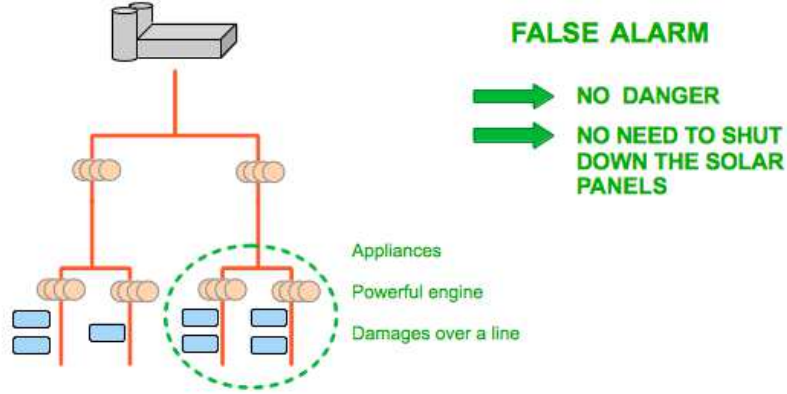 FALSE ALARM
NO DANGER
NO NEED TO SHUT
DOWN THE SOLAR
PANELS
Appliances
Powerful engine
Damages over a line